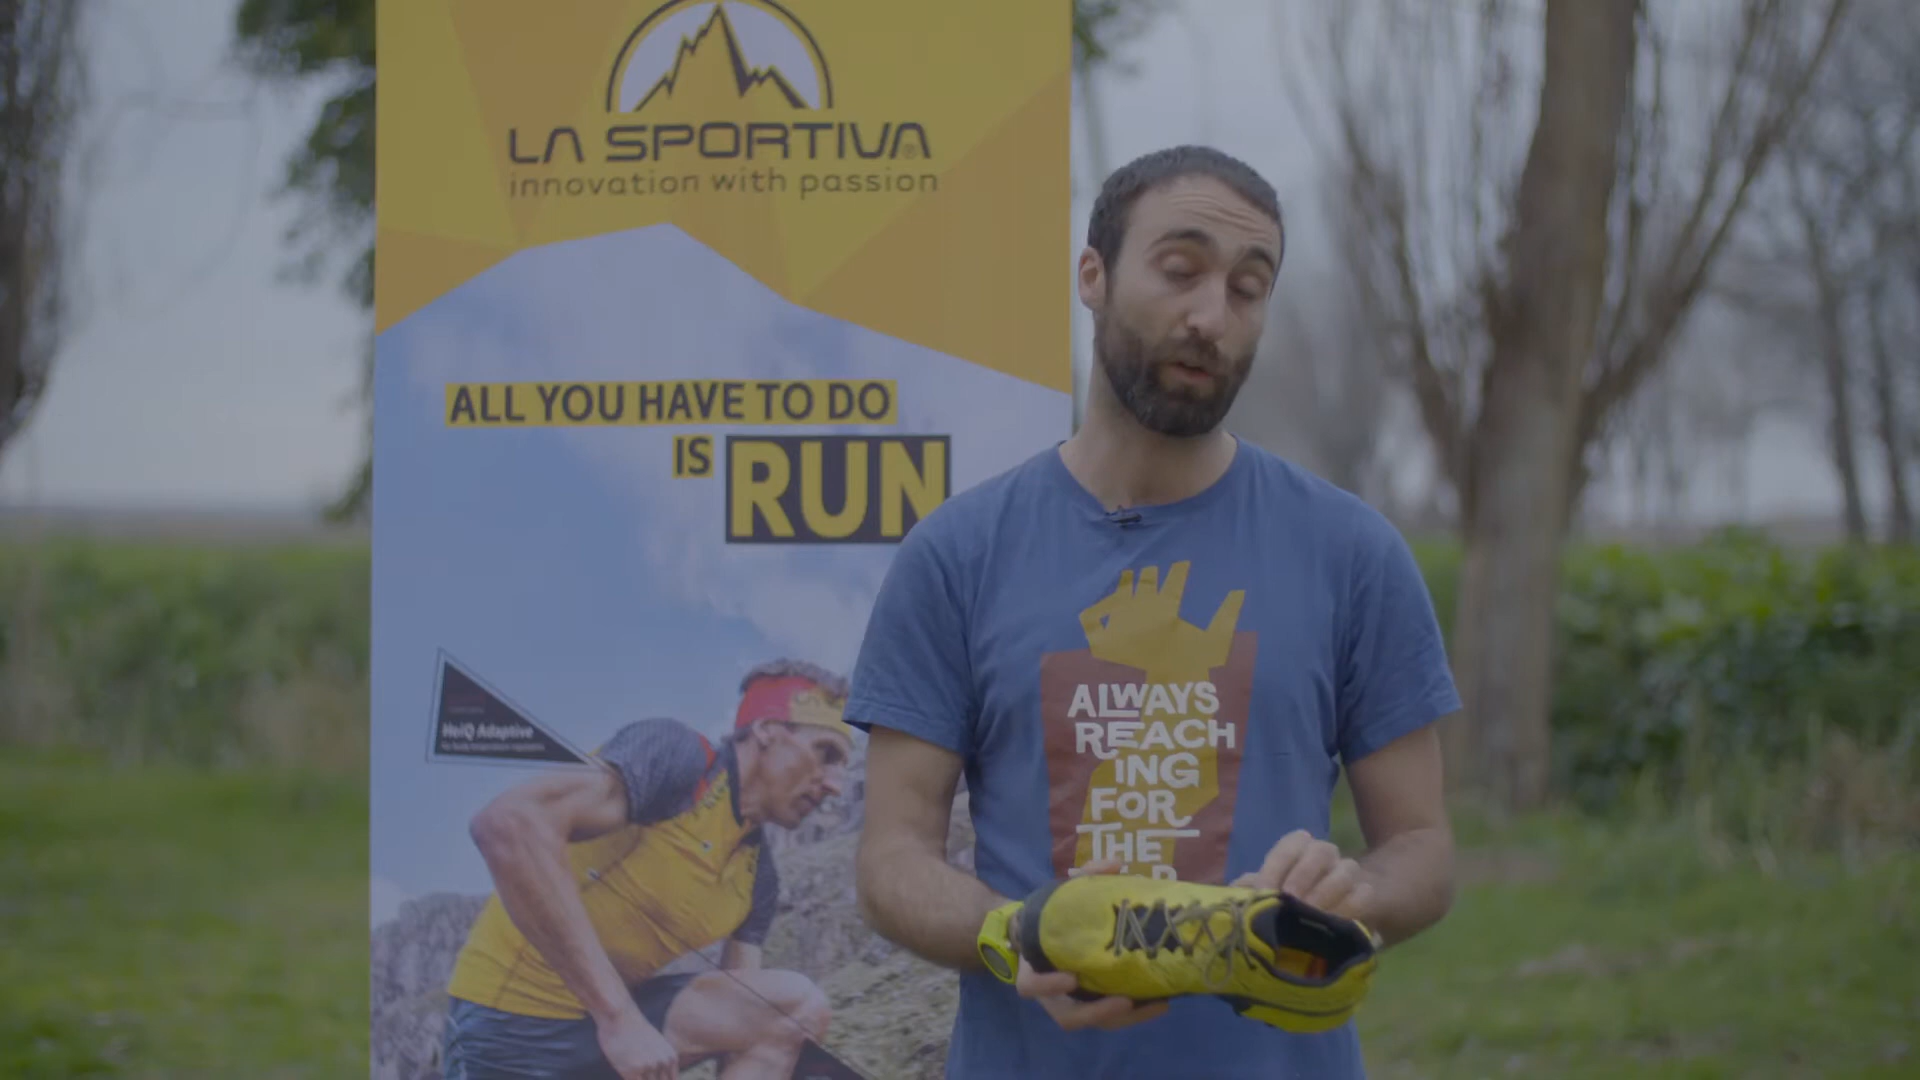 LA SPORTIVA®
innovation with passion
ALL YOU HAVE TO DO
IS RUN
HeiQ Adaptive
ALWAYS
REACH
ING
FOR
THE